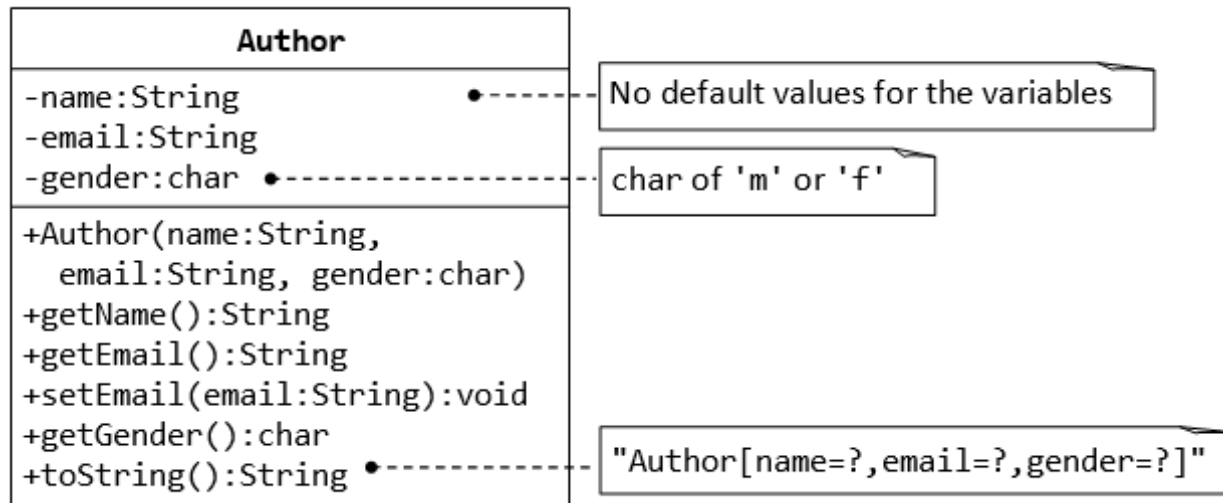 Author
-name:String
No default values for the variables
-email:String
-gender:char
char of 'm' or 'f'
+Author(name:String,
email:String, gender:char)
+getName():String
+getEmail():String
+setEmail(email:String):void
+getGender():char
+toString():String
"Author[name=?,email=?,gender=?]"